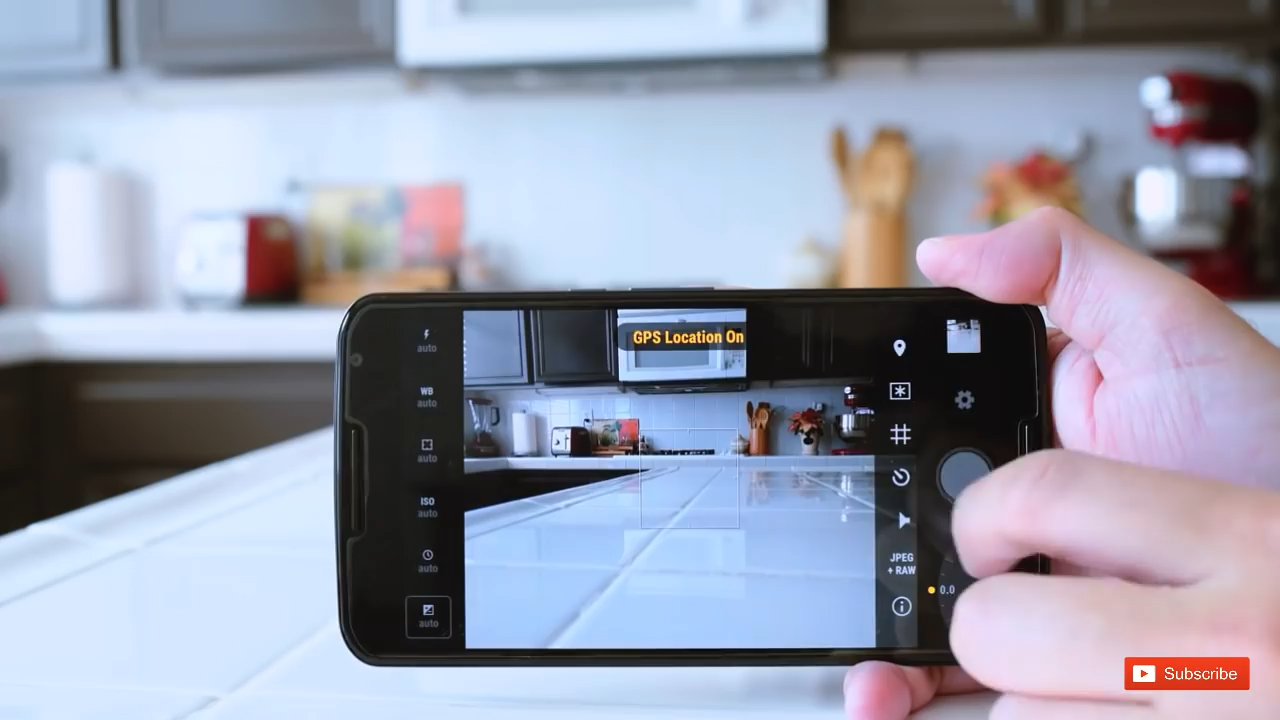 GPS Location On
auto
WB
auto
auto
ISO
auto
auto
auto
JPEG
+ RAW
0.0
Subscribe